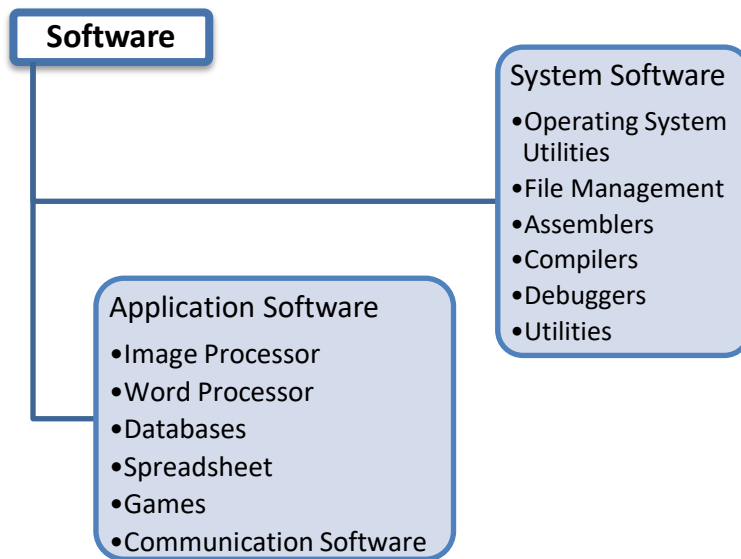 Software
System Software
•Operating System
Utilities
•File Management
•Assemblers
•Compilers
•Debuggers
•Utilities
Application Software
•Image Processor
•Word Processor
•Databases
•Spreadsheet
•Games
•Communication Software